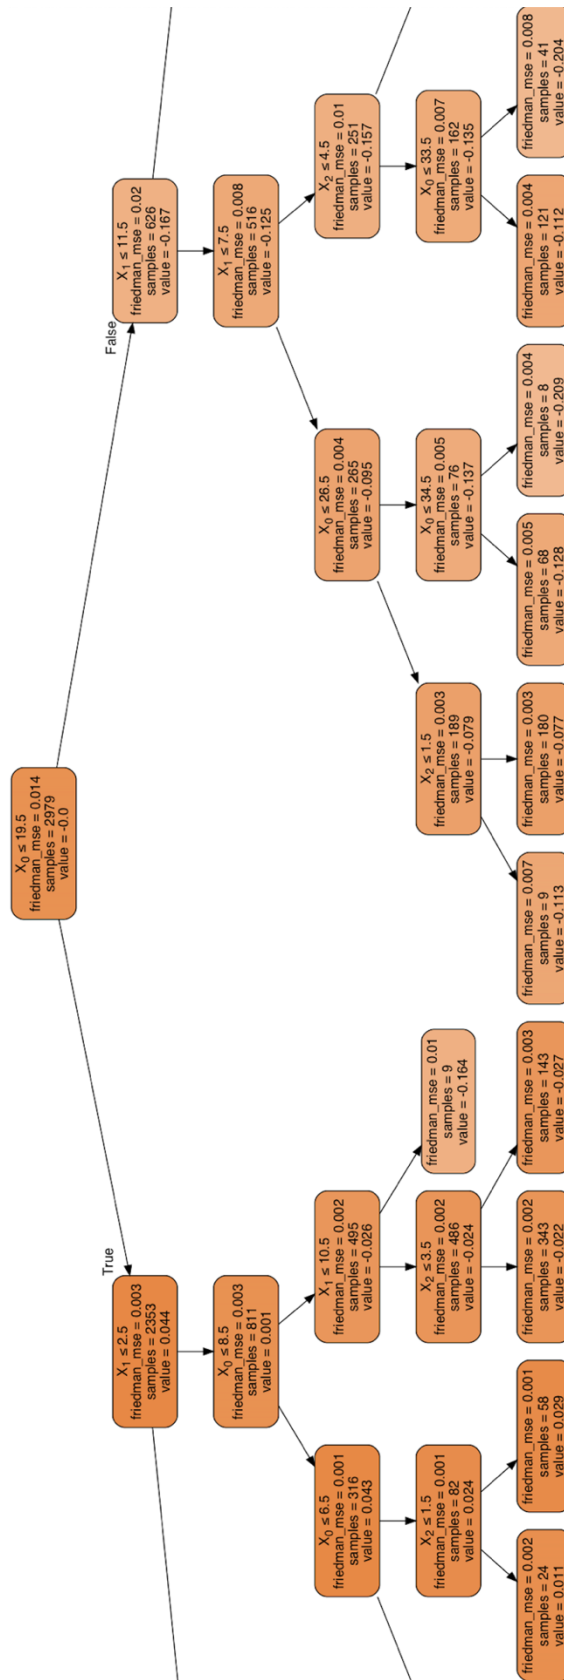 X₀ ≤ 19.5
friedman_mse = 0.014
samples = 2979
value = -0.0
True
False
X₁ ≤ 2.5
friedman_mse = 0.003
samples = 2353
value = 0.044
X₁ ≤ 11.5
friedman_mse = 0.02
samples = 626
value = -0.167
X₀ ≤ 8.5
friedman_mse = 0.003
samples = 811
value = 0.001
X₁ ≤ 7.5
friedman_mse = 0.008
samples = 516
value = -0.125
X₀ ≤ 6.5
friedman_mse = 0.001
samples = 316
value = 0.043
X₁ ≤ 10.5
friedman_mse = 0.002
samples = 495
value = -0.026
X₀ ≤ 26.5
friedman_mse = 0.004
samples = 265
value = -0.095
X₂ ≤ 4.5
friedman_mse = 0.01
samples = 251
value = -0.157
X₂ ≤ 1.5
friedman_mse = 0.001
samples = 82
value = 0.024
X₂ ≤ 3.5
friedman_mse = 0.002
samples = 486
value = -0.024
friedman_mse = 0.01
samples = 9
value = -0.164
X₂ ≤ 1.5
friedman_mse = 0.003
samples = 189
value = -0.079
X₀ ≤ 34.5
friedman_mse = 0.005
samples = 76
value = -0.137
X₀ ≤ 33.5
friedman_mse = 0.007
samples = 162
value = -0.135
friedman_mse = 0.002
samples = 24
value = 0.011
friedman_mse = 0.001
samples = 58
value = 0.029
friedman_mse = 0.002
samples = 343
value = -0.022
friedman_mse = 0.003
samples = 143
value = -0.027
friedman_mse = 0.007
samples = 9
value = -0.113
friedman_mse = 0.003
samples = 180
value = -0.077
friedman_mse = 0.005
samples = 68
value = -0.128
friedman_mse = 0.004
samples = 8
value = -0.209
friedman_mse = 0.004
samples = 121
value = -0.112
friedman_mse = 0.008
samples = 41
value = -0.204